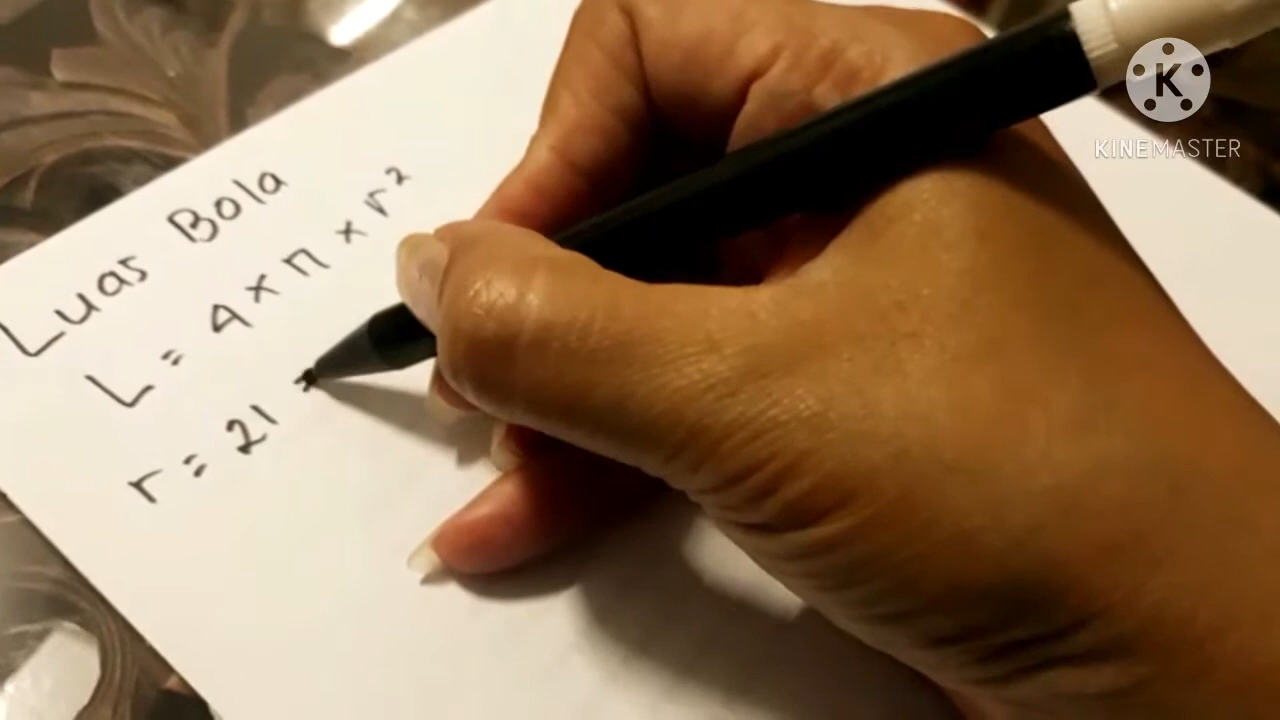 Luas Bola
L = 4 × π × r²
r = 21
K
KINEMASTER